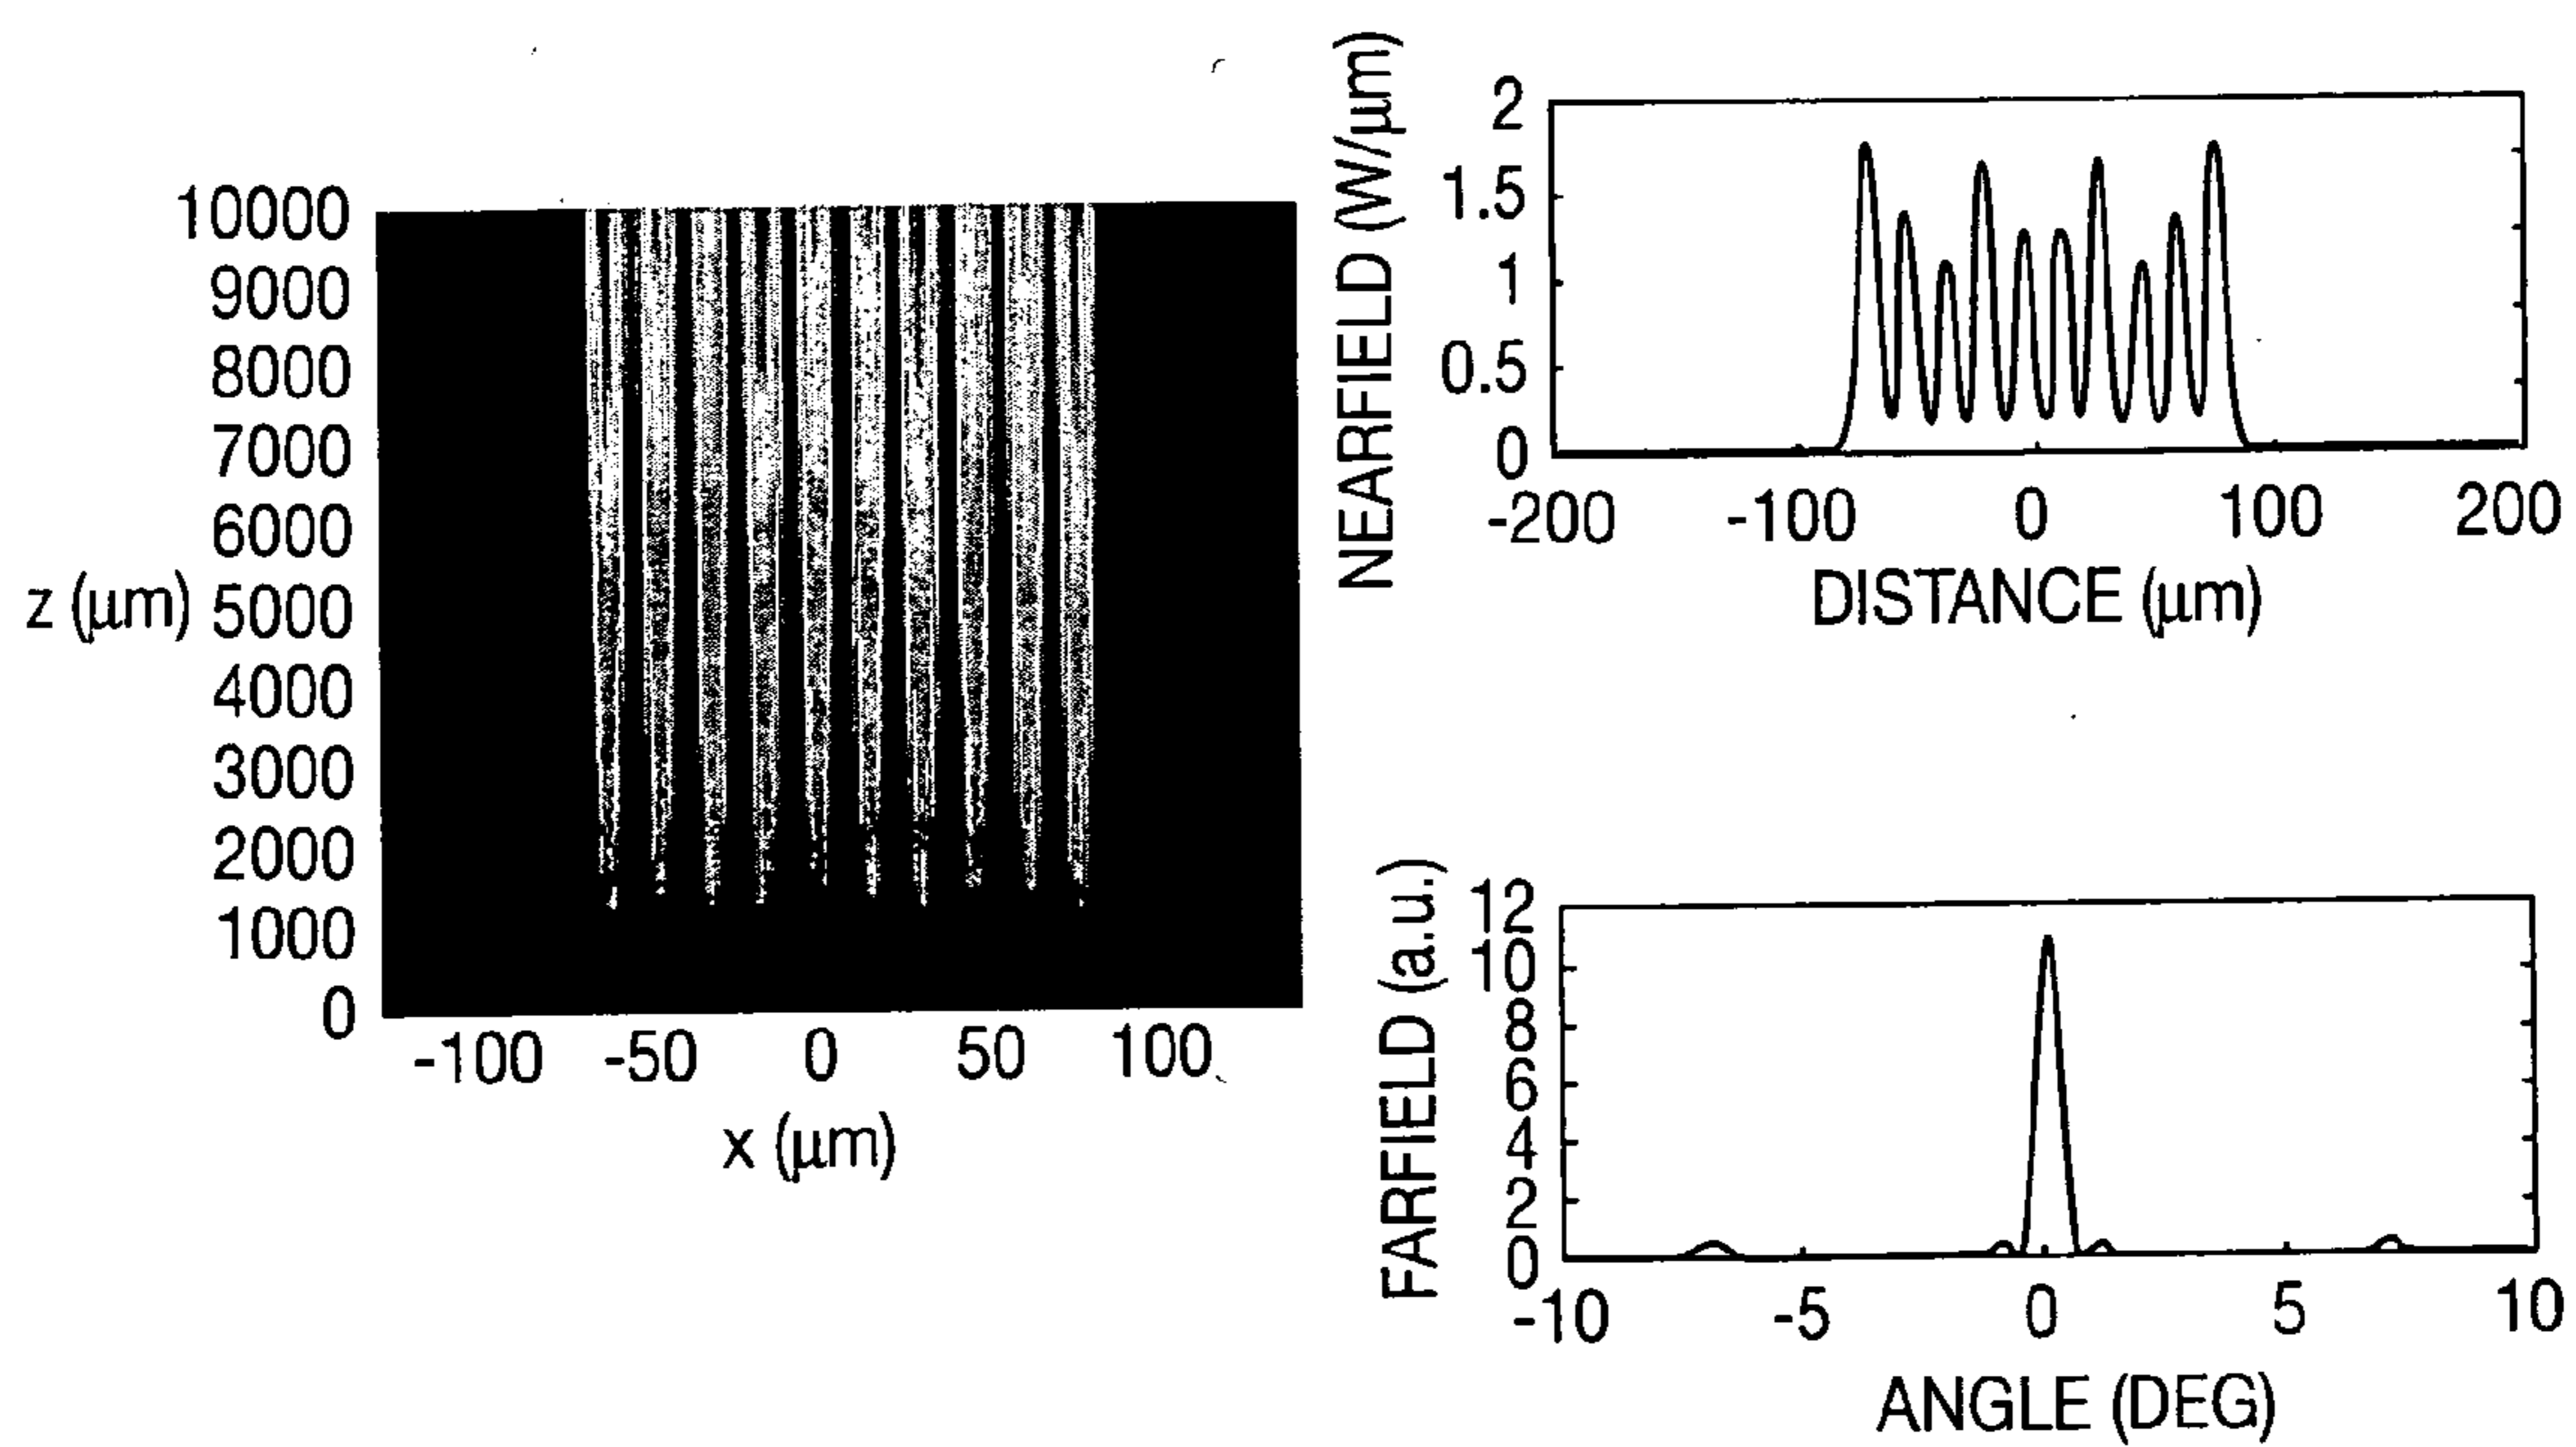 10000
9000
8000
7000
6000
z (μm) 5000
4000
3000
2000
1000
0
-100 -50 0 50 100
x (μm)
NEARFIELD (W/μm)
2
1.5
1
0.5
0
-200 -100 0 100 200
DISTANCE (μm)
FARFIELD (a.u.)
12
10
8
6
4
2
0
-10 -5 0 5 10
ANGLE (DEG)